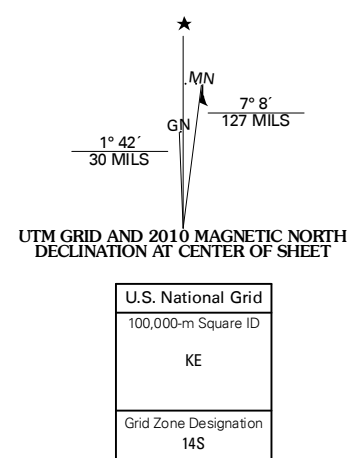 MN
GN
7° 8´
127 MILS
1° 42´
30 MILS
UTM GRID AND 2010 MAGNETIC NORTH
DECLINATION AT CENTER OF SHEET
U.S. National Grid
100,000-m Square ID
KE
Grid Zone Designation
14S